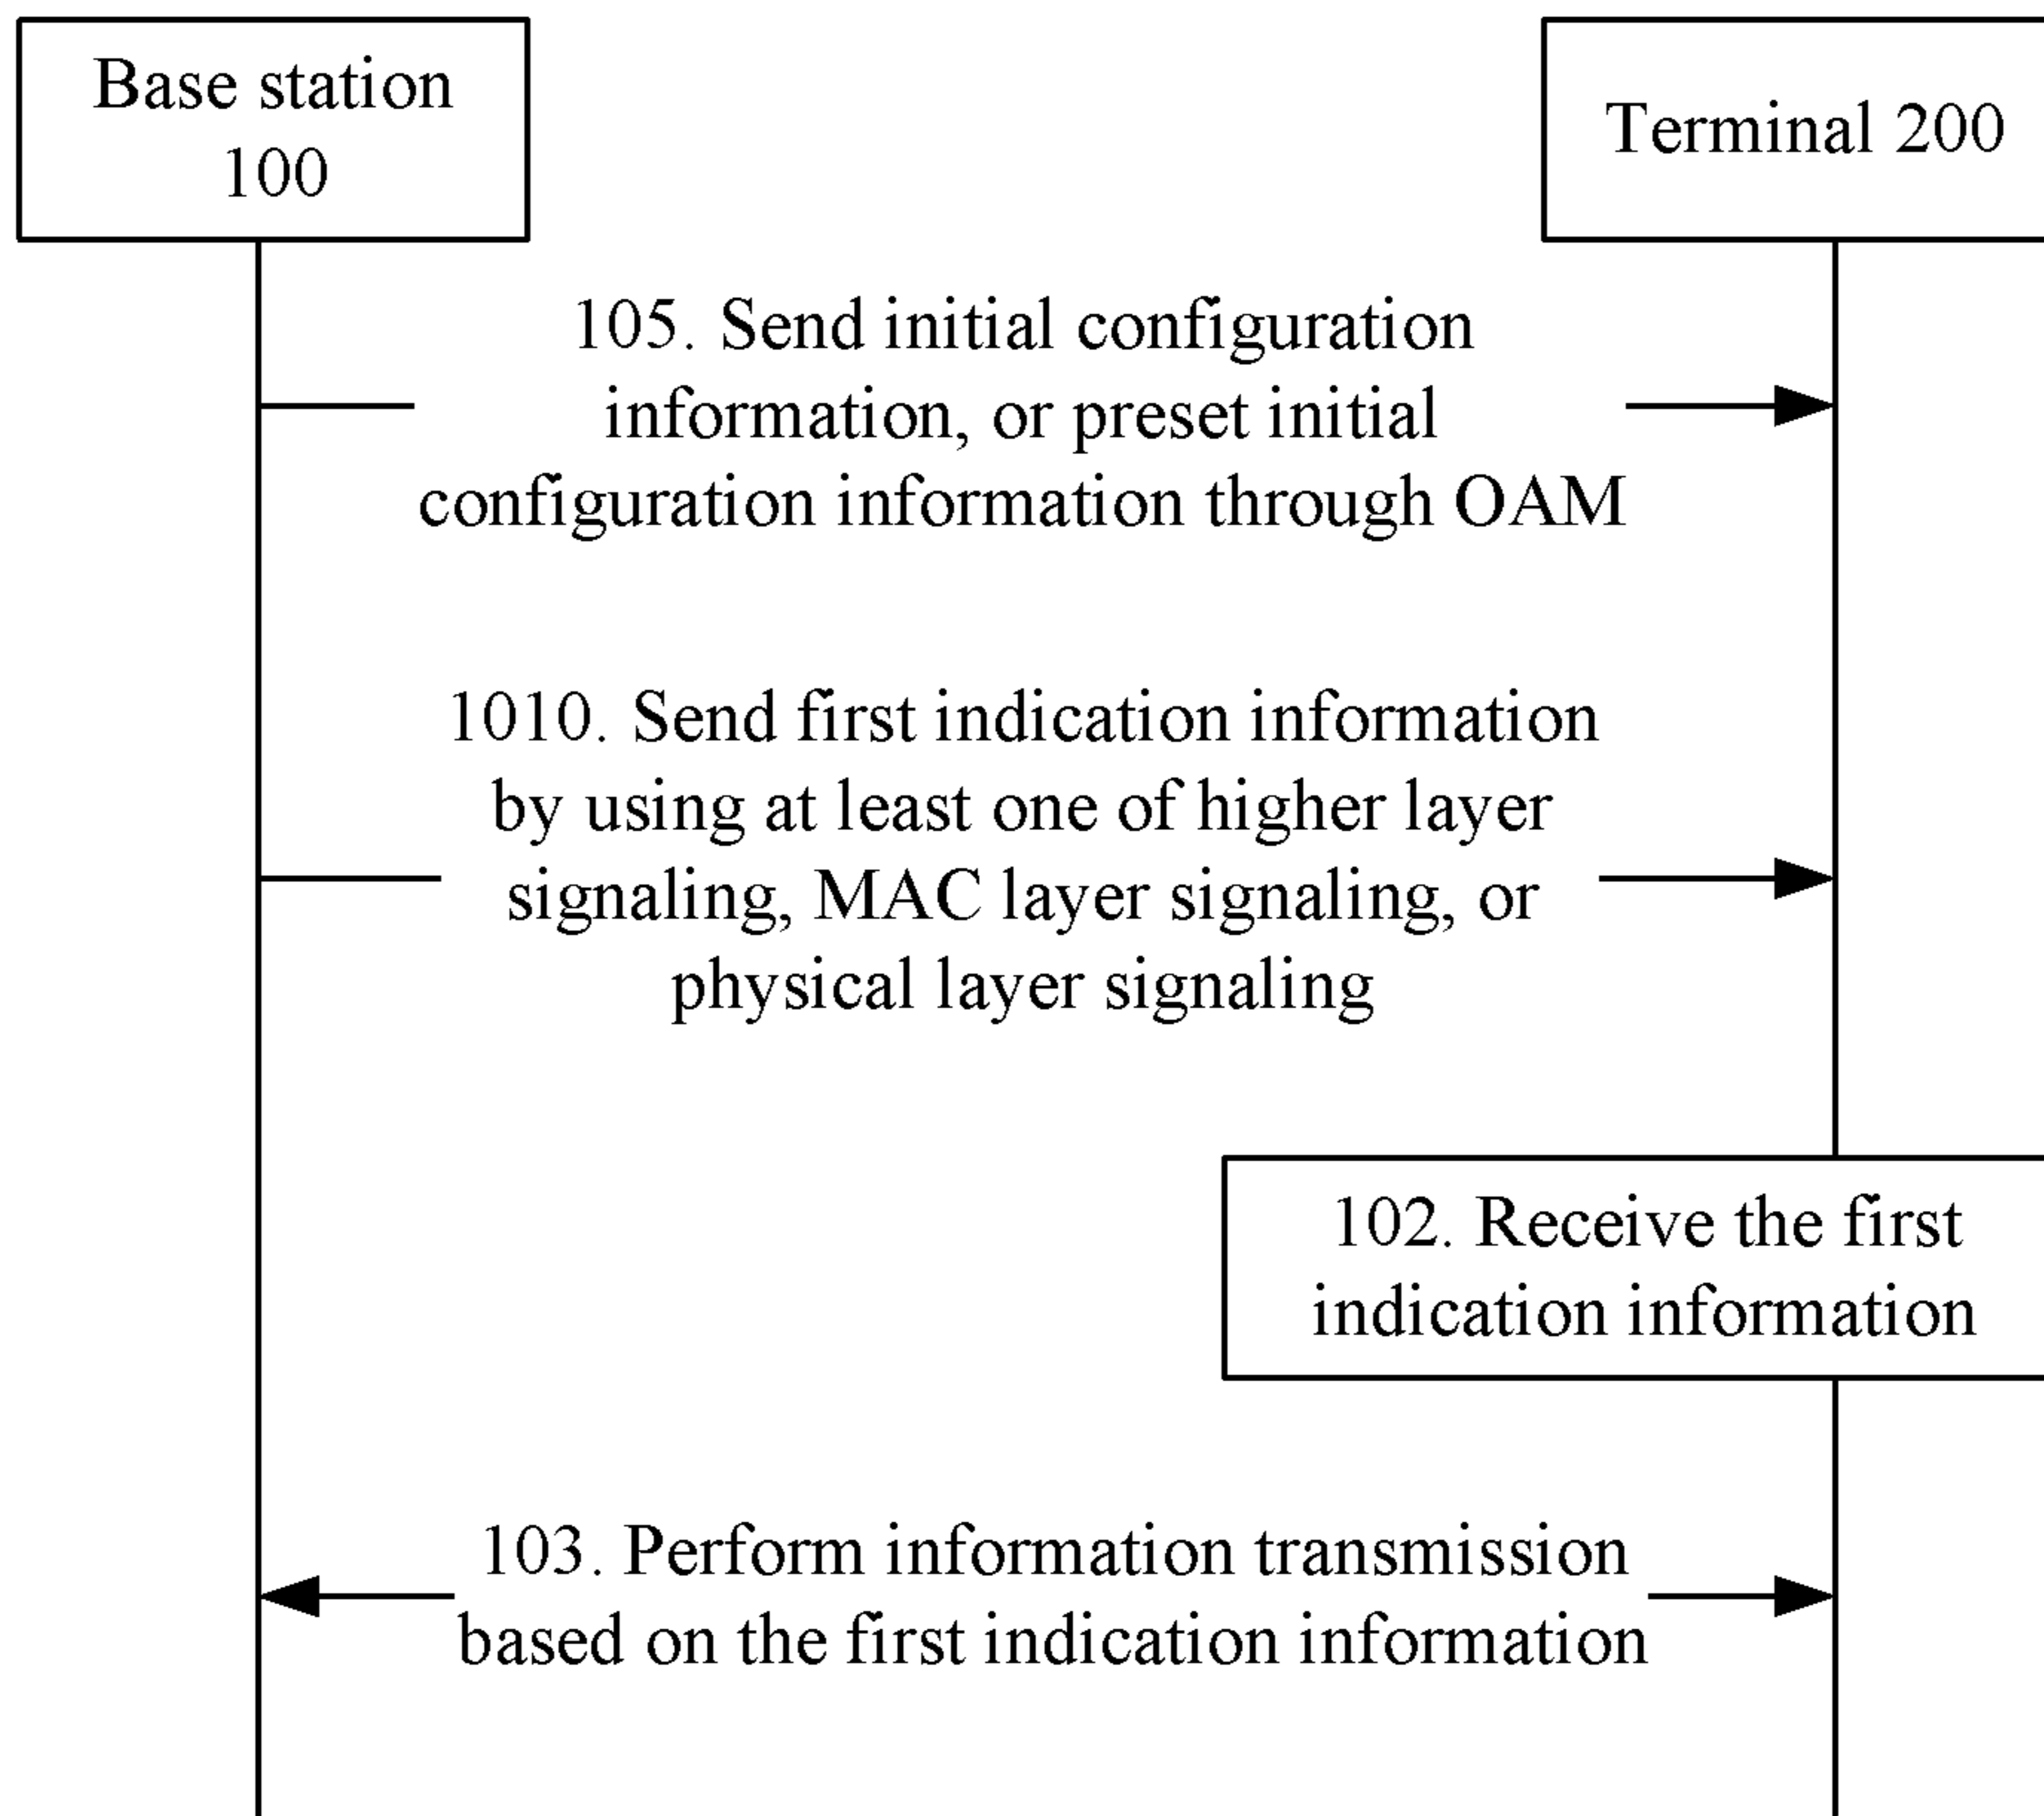 Base station
100
Terminal 200
105. Send initial configuration
information, or preset initial
configuration information through OAM
1010. Send first indication information
by using at least one of higher layer
signaling, MAC layer signaling, or
physical layer signaling
102. Receive the first
indication information
103. Perform information transmission
based on the first indication information